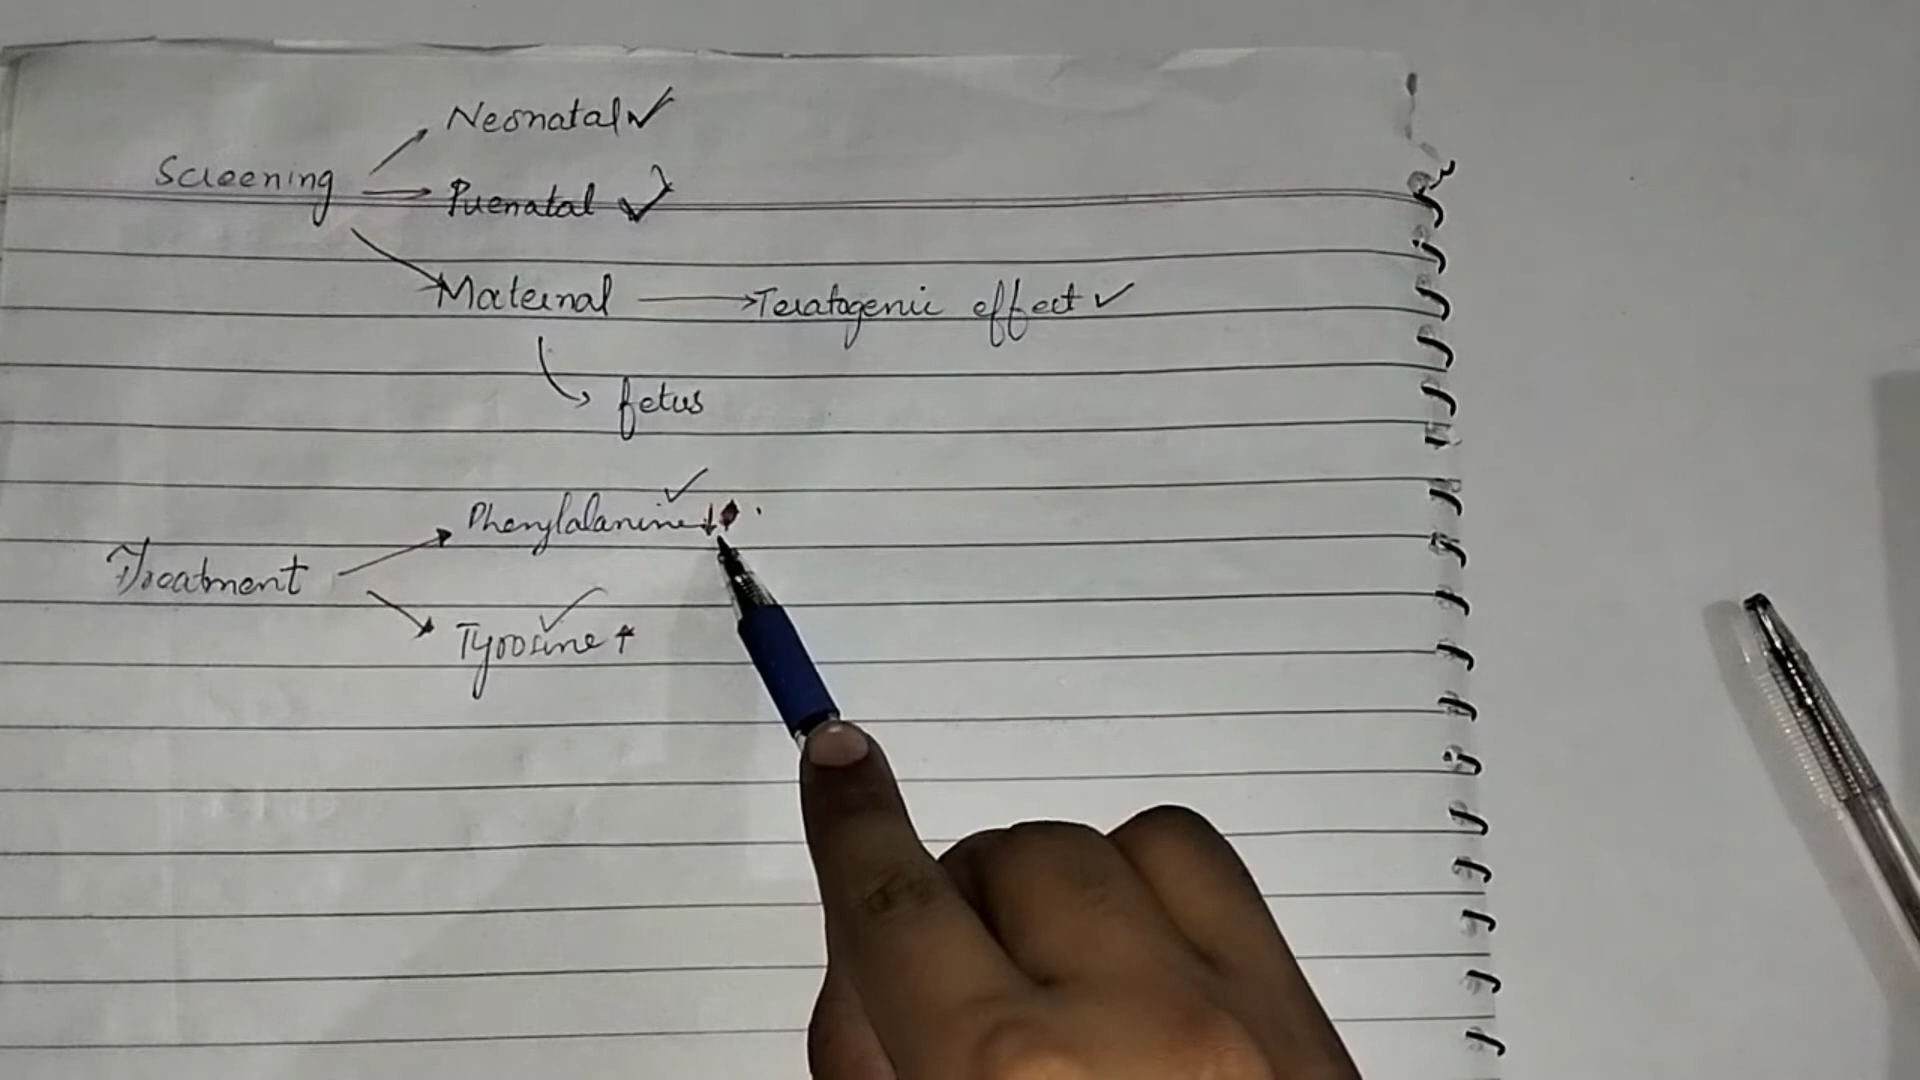 Neonatal ✓
Screening
Prenatal ✓
Maternal → Teratogenic effect ✓
fetus
Phenylalanine ↓
Treatment
Tyrosine ↑